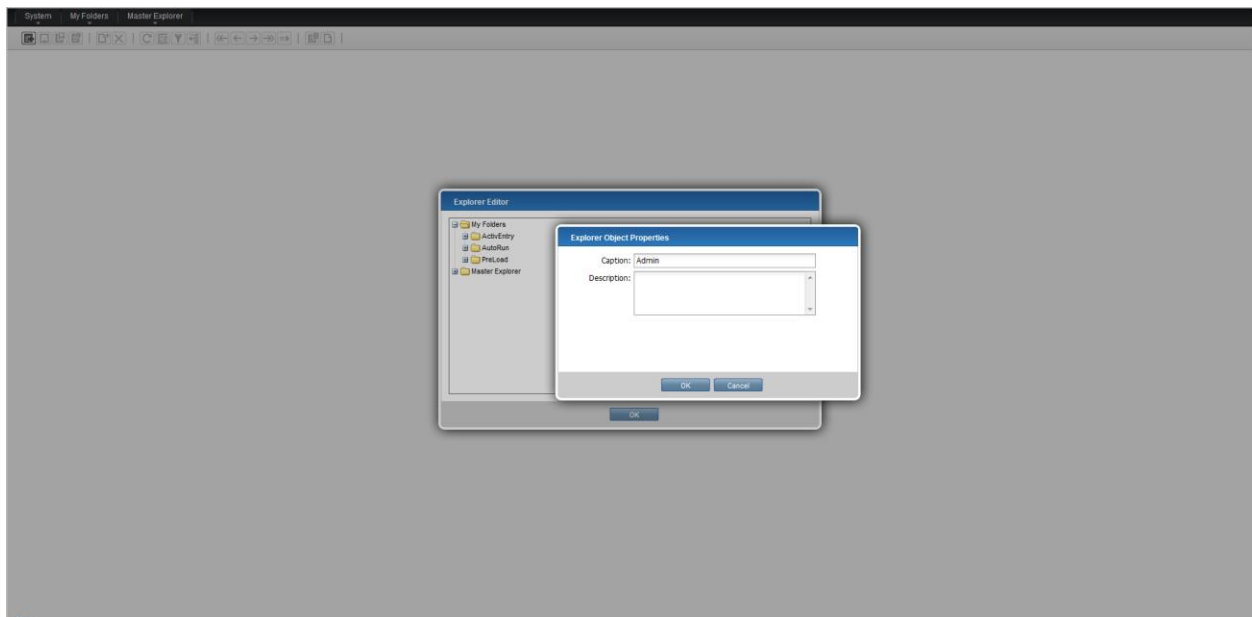 System My Folders Master Explorer
Explorer Editor
My Folders
ActivEntry
AutoRun
PreLoad
Master Explorer
Explorer Object Properties
Caption: Admin
Description:
OK Cancel
OK